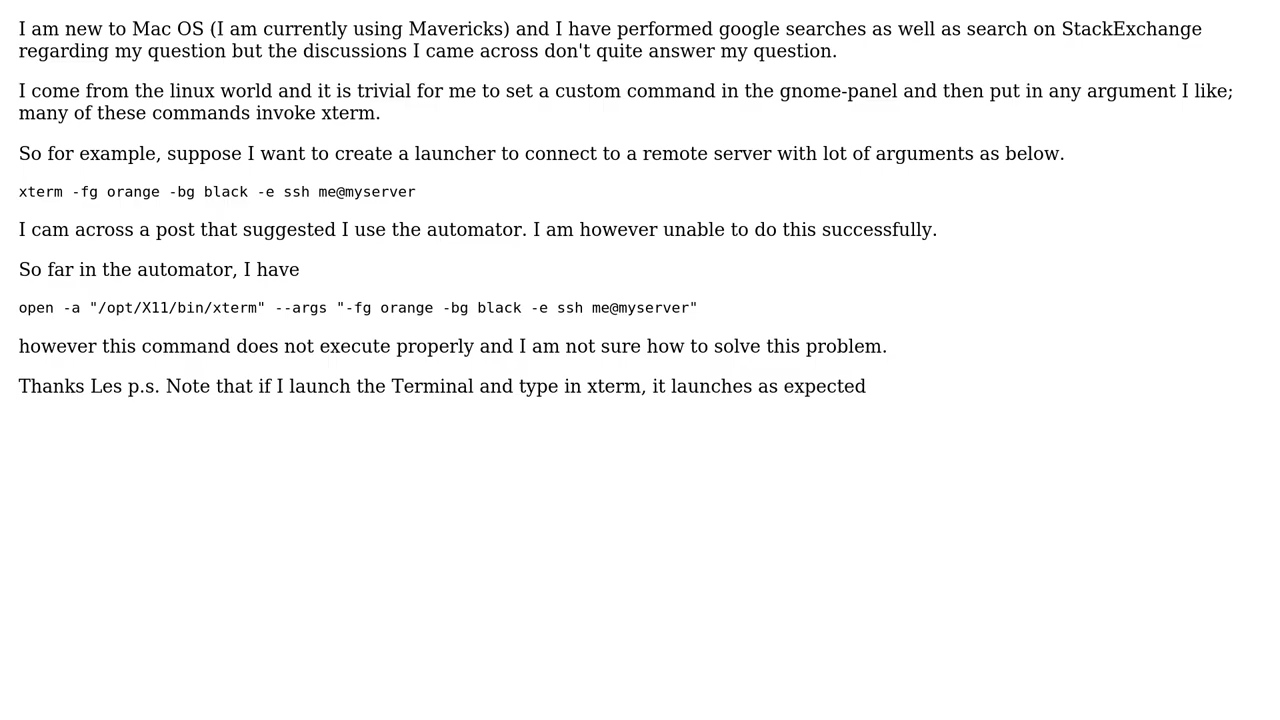 I am new to Mac OS (I am currently using Mavericks) and I have performed google searches as well as search on StackExchange
regarding my question but the discussions I came across don't quite answer my question.
I come from the linux world and it is trivial for me to set a custom command in the gnome-panel and then put in any argument I like;
many of these commands invoke xterm.
So for example, suppose I want to create a launcher to connect to a remote server with lot of arguments as below.
xterm -fg orange -bg black -e ssh me@myserver
I cam across a post that suggested I use the automator. I am however unable to do this successfully.
So far in the automator, I have
open -a "/opt/X11/bin/xterm" --args "-fg orange -bg black -e ssh me@myserver"
however this command does not execute properly and I am not sure how to solve this problem.
Thanks Les p.s. Note that if I launch the Terminal and type in xterm, it launches as expected